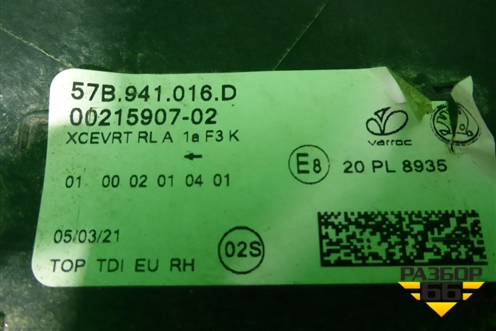 57B.941.016.D
00215907-02
XCEVRT RL A 1a F3 K
←
01 00 02 01 04 01
05/03/21
02S
TOP TDI EU RH
varroc
E8 20 PL 8935
РАЗБОР
66